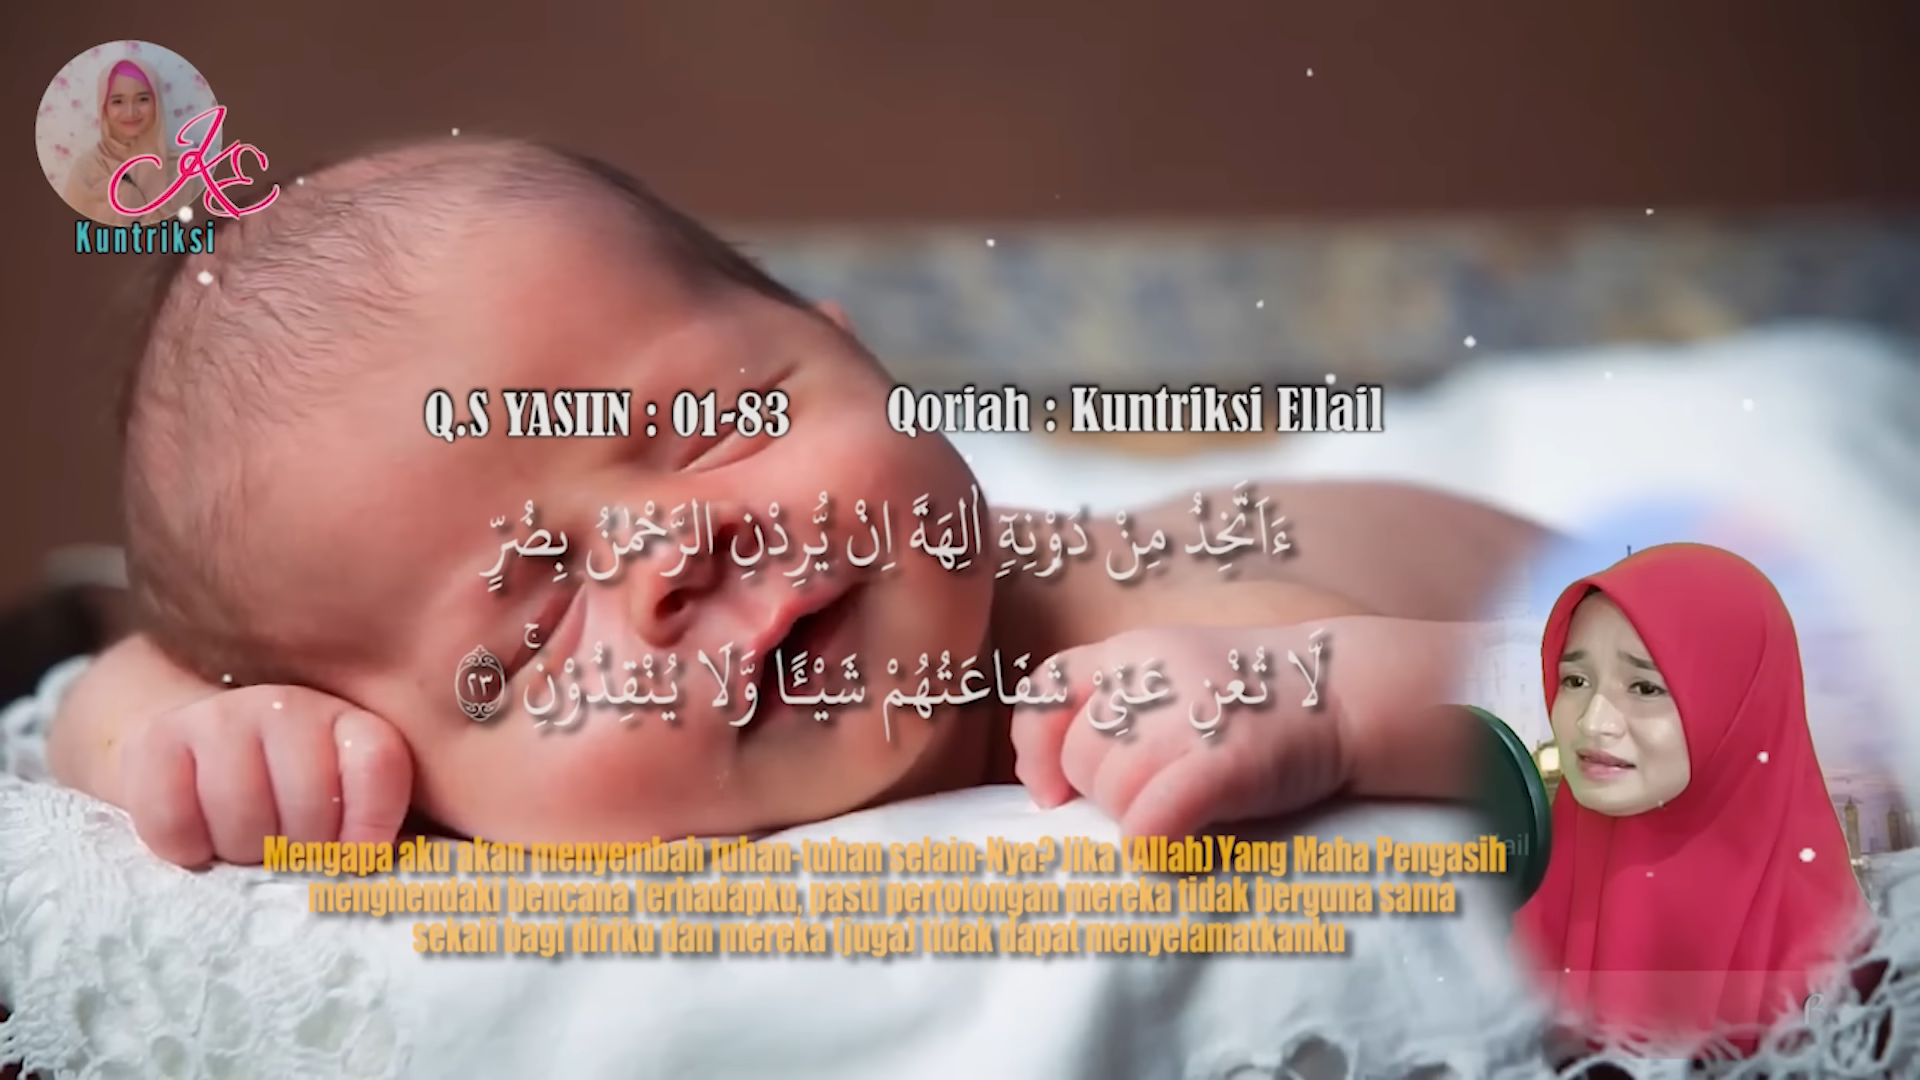 KE
Kuntriksi
Q.S YASIIN : 01-83
Qoriah : Kuntriksi Ellail
ءَاَتَّخِذُ مِنْ دُوْنِهٖٓ اٰلِهَةً اِنْ يُّرِدْنِ الرَّحْمٰنُ بِضُرٍّ
لَّا تُغْنِ عَنِّيْ شَفَاعَتُهُمْ شَيْـًٔا وَّلَا يُنْقِذُوْنِۚ ٢٣
Mengapa aku akan menyembah tuhan-tuhan selain-Nya? Jika (Allah) Yang Maha Pengasih
menghendaki bencana terhadapku, pasti pertolongan mereka tidak berguna sama
sekali bagi diriku dan mereka (juga) tidak dapat menyelamatkanku